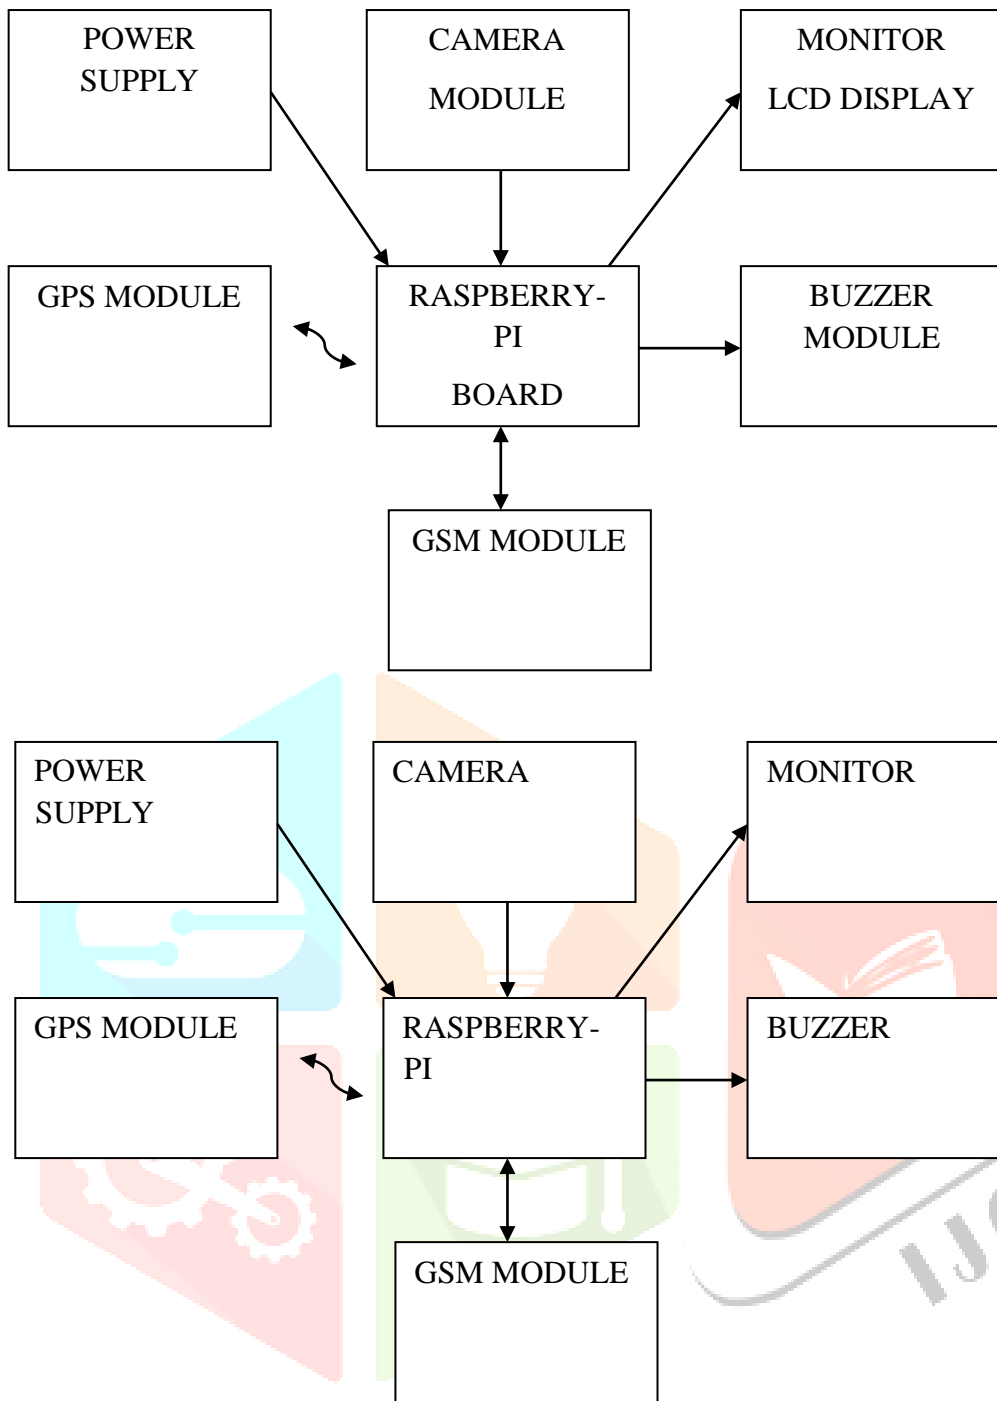 POWER
SUPPLY
CAMERA
MODULE
MONITOR
LCD DISPLAY
GPS MODULE
RASPBERRY-
PI
BOARD
BUZZER
MODULE
GSM MODULE
POWER
SUPPLY
CAMERA
MONITOR
GPS MODULE
RASPBERRY-
PI
BUZZER
GSM MODULE